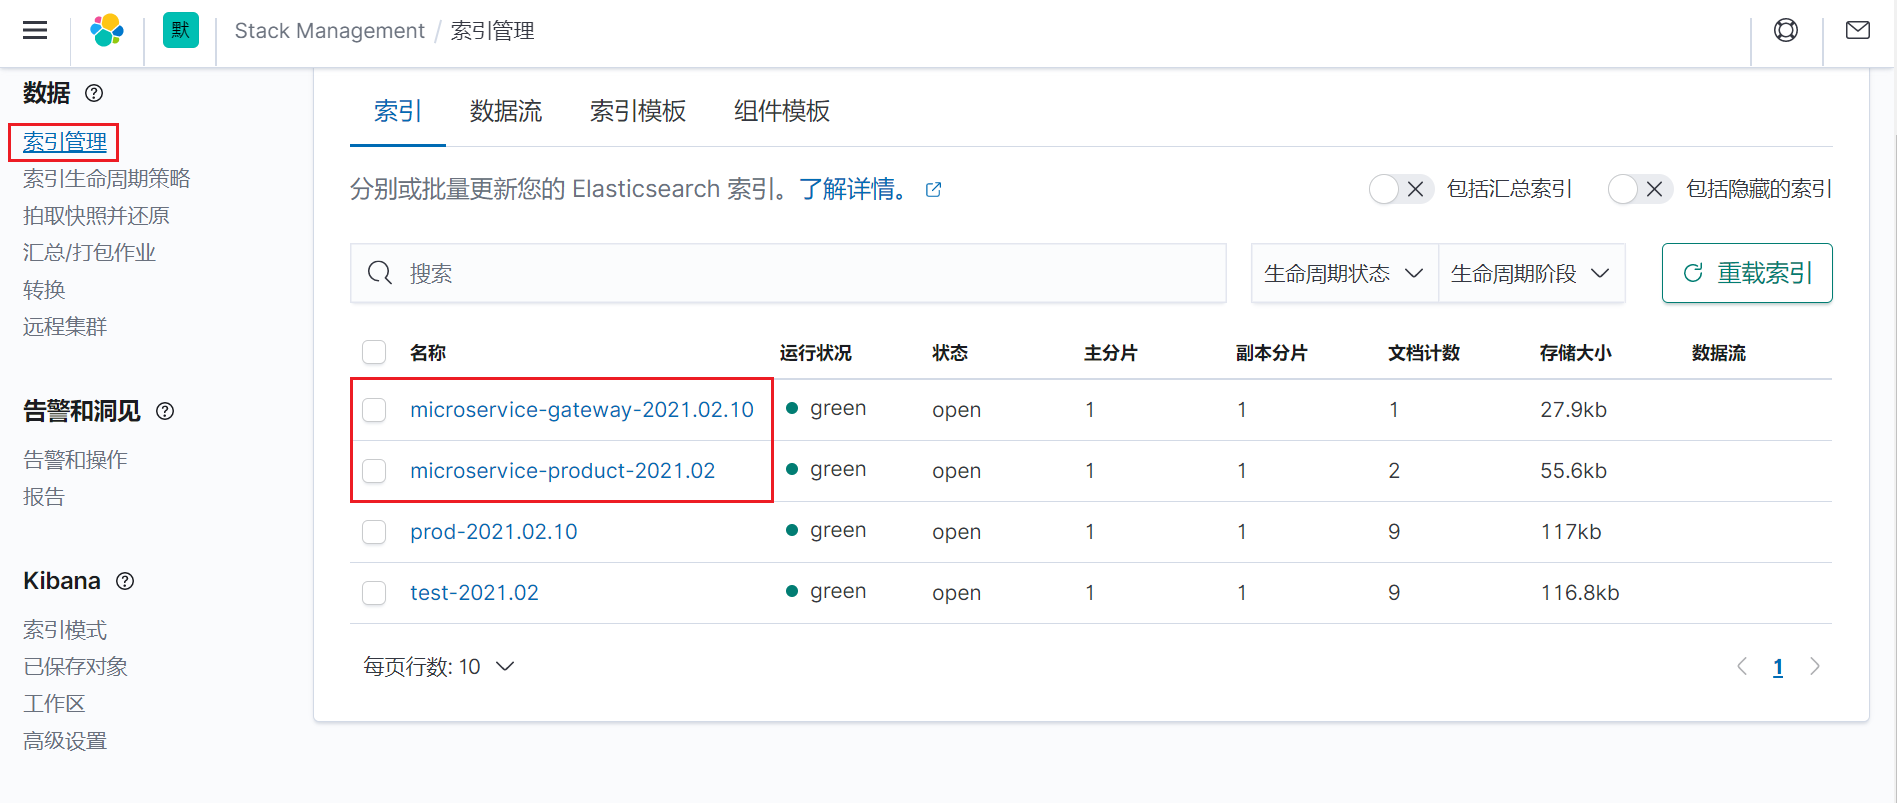 默 Stack Management / 索引管理
数据
索引管理
索引生命周期策略
拍取快照并还原
汇总/打包作业
转换
远程集群
告警和洞见
告警和操作
报告
Kibana
索引模式
已保存对象
工作区
高级设置
索引 数据流 索引模板 组件模板
分别或批量更新您的 Elasticsearch 索引。了解详情。 包括汇总索引 包括隐藏的索引
搜索 生命周期状态 生命周期阶段 重载索引
名称 运行状况 状态 主分片 副本分片 文档计数 存储大小 数据流
microservice-gateway-2021.02.10 green open 1 1 1 27.9kb
microservice-product-2021.02 green open 1 1 2 55.6kb
prod-2021.02.10 green open 1 1 9 117kb
test-2021.02 green open 1 1 9 116.8kb
每页行数: 10 1